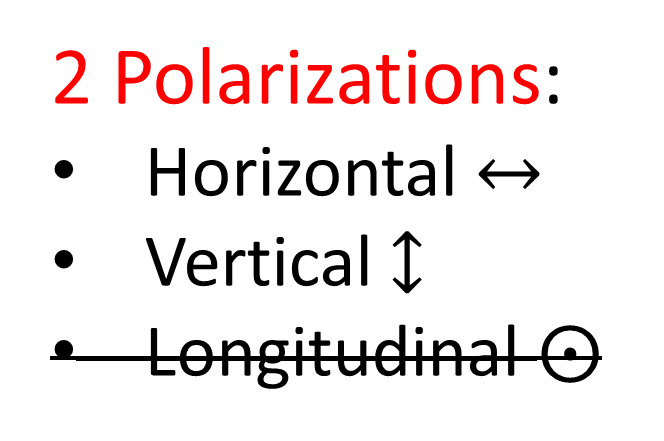 2 Polarizations:
• Horizontal ↔
• Vertical ↕
• Longitudinal ⊙